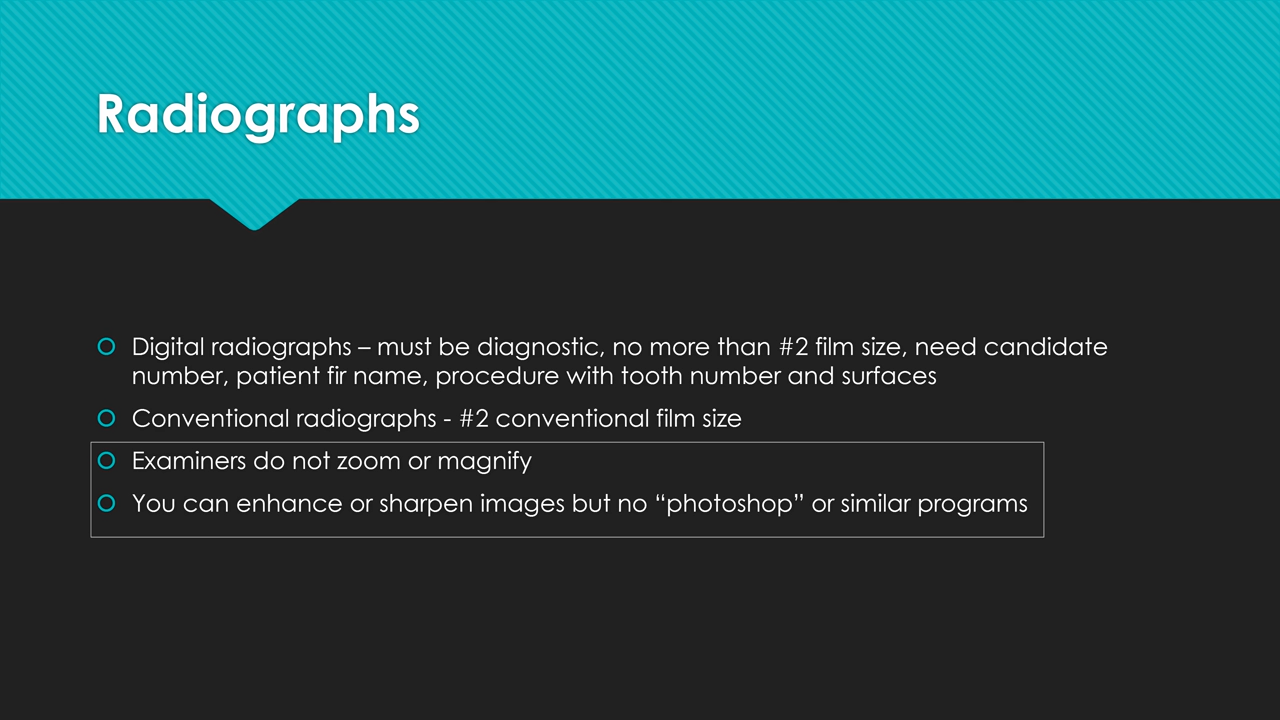 Radiographs
Digital radiographs – must be diagnostic, no more than #2 film size, need candidate
number, patient fir name, procedure with tooth number and surfaces
Conventional radiographs - #2 conventional film size
Examiners do not zoom or magnify
You can enhance or sharpen images but no “photoshop” or similar programs